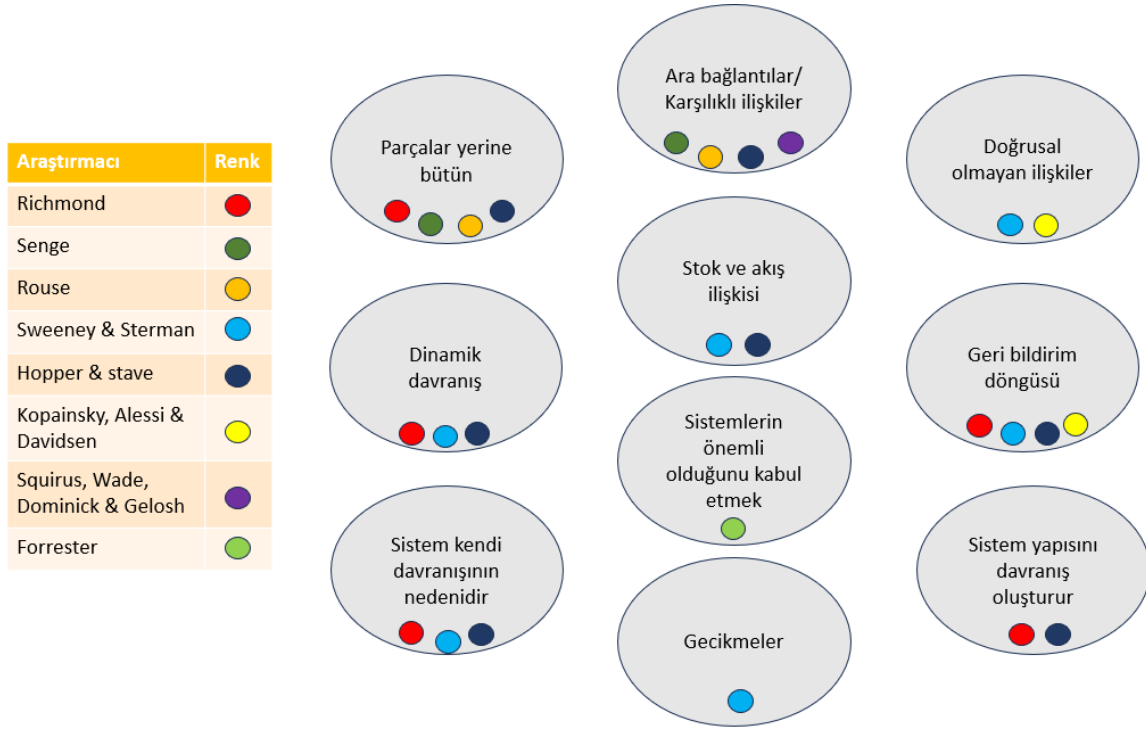 Araştırmacı Renk
Richmond
Senge
Rouse
Sweeney & Sterman
Hopper & stave
Kopainsky, Alessi &
Davidsen
Squirus, Wade,
Dominick & Gelosh
Forrester
Parçalar yerine
bütün
Dinamik
davranış
Sistem kendi
davranışının
nedenidir
Ara bağlantılar/
Karşılıklı ilişkiler
Stok ve akış
ilişkisi
Sistemlerin
önemli
olduğunu kabul
etmek
Gecikmeler
Doğrusal
olmayan ilişkiler
Geri bildirim
döngüsü
Sistem yapısını
davranış
oluşturur